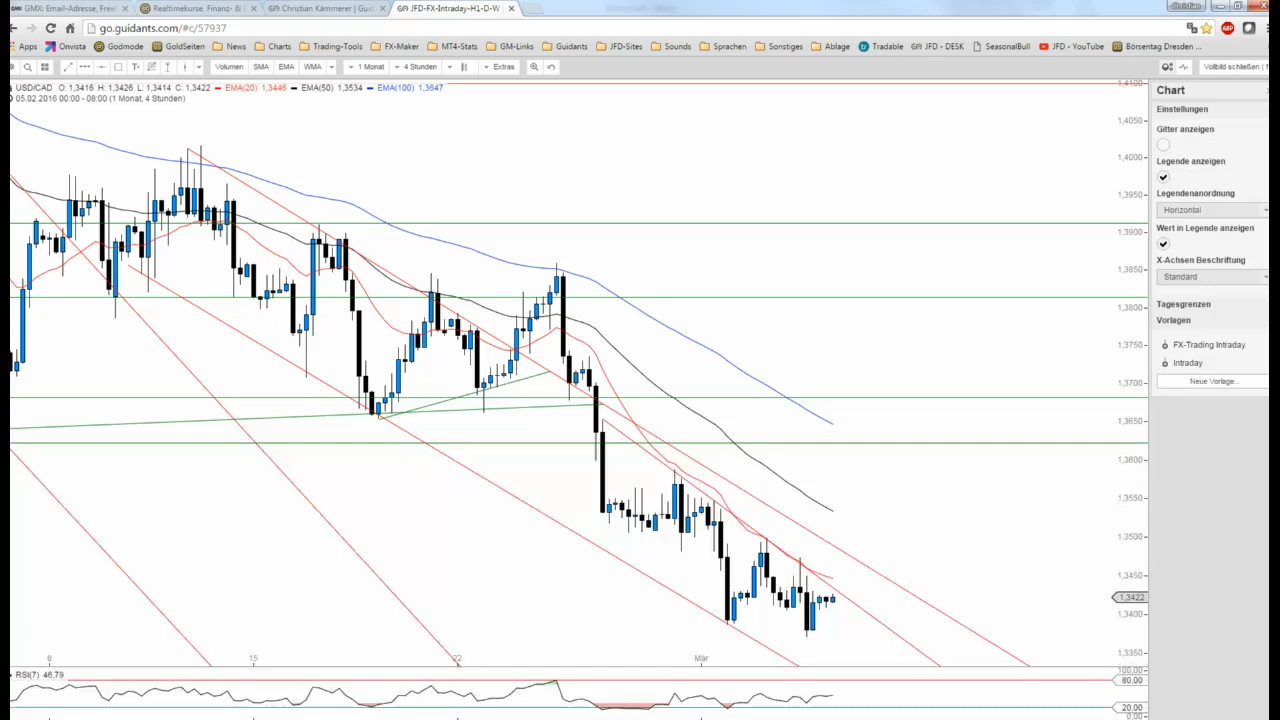 GMX: Email-Adresse, FreeM
Realtimekurse, Finanz- & B
Christian Kämmerer | Guid
JFD-FX-Intraday-H1-D-W
Christian
go.guidants.com/#c/57937
Apps Onvista Godmode GoldSeiten News Charts Trading-Tools FX-Maker MT4-Stats GM-Links Guidants JFD-Sites Sounds Sprachen Sonstiges Ablage Tradable JFD - DESK SeasonalBull JFD - YouTube Börsentag Dresden ...
Volumen SMA EMA WMA 1 Monat 4 Stunden Extras Vollbild schließen (
USD/CAD O: 1,3416 H: 1,3426 L: 1,3414 C: 1,3422 EMA(20) 1,3446 EMA(50) 1,3534 EMA(100) 1,3647
05.02.2016 00:00 - 08:00 (1 Monat, 4 Stunden)
1,4100
1,4050
1,4000
1,3950
1,3900
1,3850
1,3800
1,3750
1,3700
1,3650
1,3600
1,3550
1,3500
1,3450
1,3422
1,3400
1,3350
8 15 22 Mär
RSI(7) 46,79
100.00
80.00
20.00
0.00
Chart
Einstellungen
Gitter anzeigen
Legende anzeigen
Legendenanordnung
Horizontal
Wert in Legende anzeigen
X-Achsen Beschriftung
Standard
Tagesgrenzen
Vorlagen
FX-Trading Intraday
Intraday
Neue Vorlage...